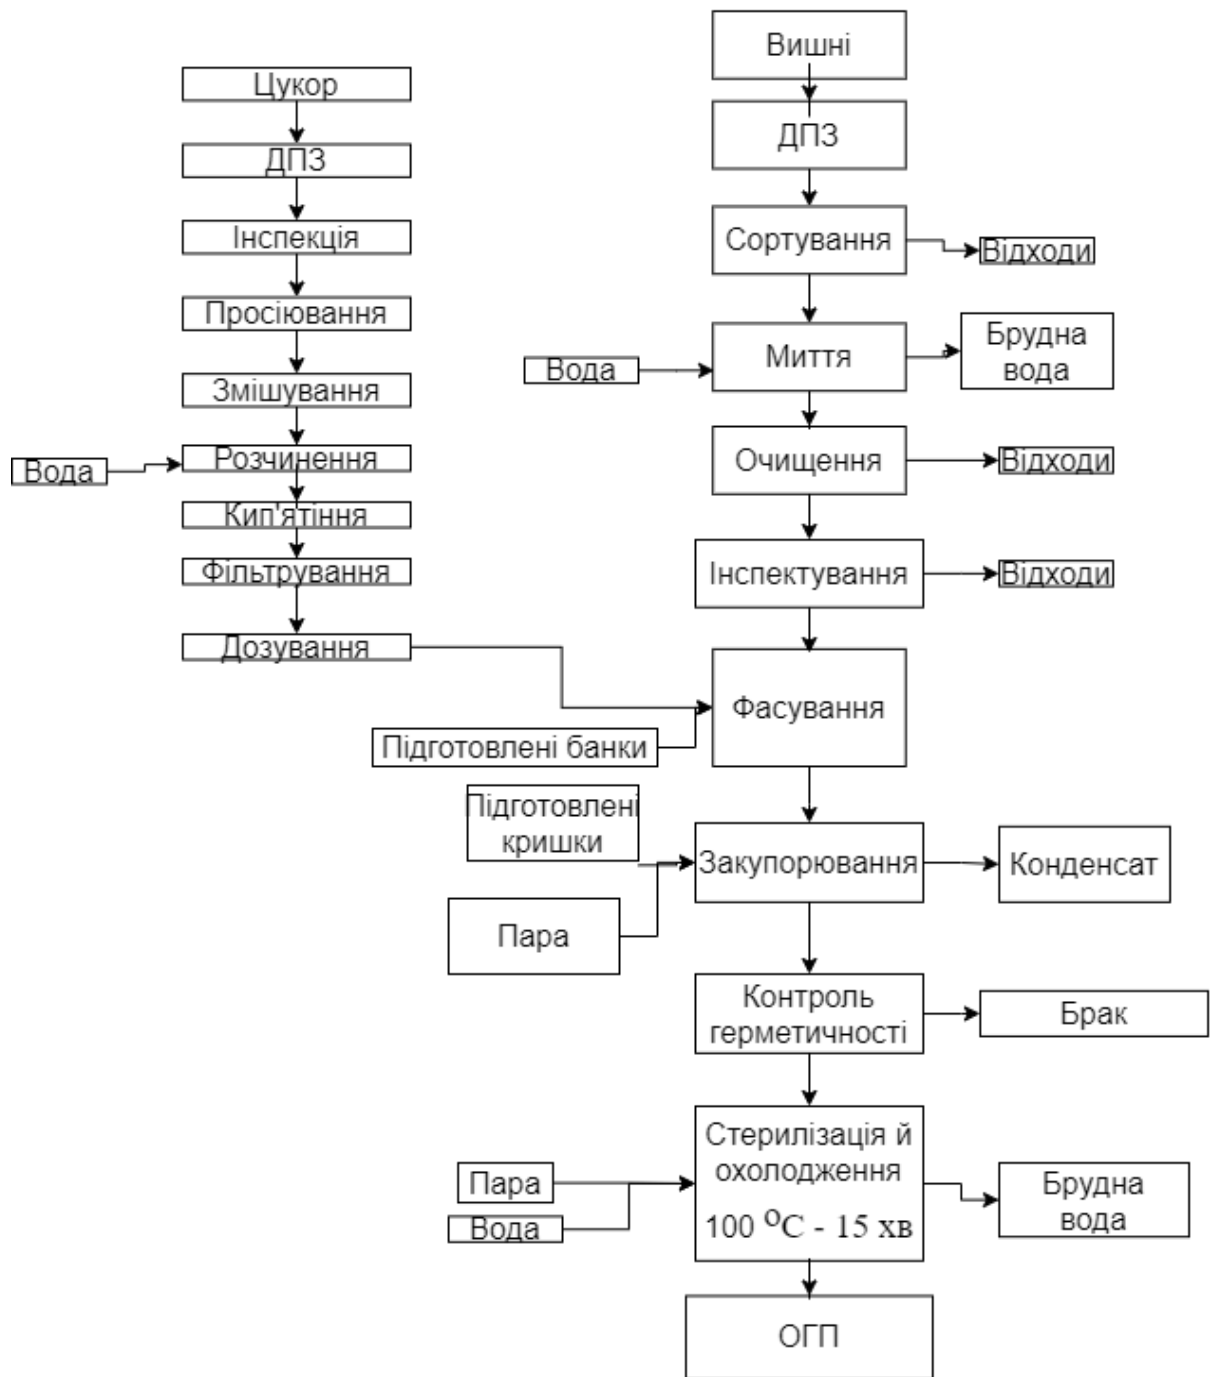 Вишні
Цукор
ДПЗ
ДПЗ
Інспекція
Сортування
Відходи
Просіювання
Вода
Миття
Брудна
вода
Змішування
Вода
Розчинення
Очищення
Відходи
Кип'ятіння
Фільтрування
Інспектування
Відходи
Дозування
Фасування
Підготовлені банки
Підготовлені
кришки
Закупорювання
Конденсат
Пара
Контроль
герметичності
Брак
Стерилізація й
охолодження
100 °C - 15 хв
Пара
Вода
Брудна
вода
ОГП